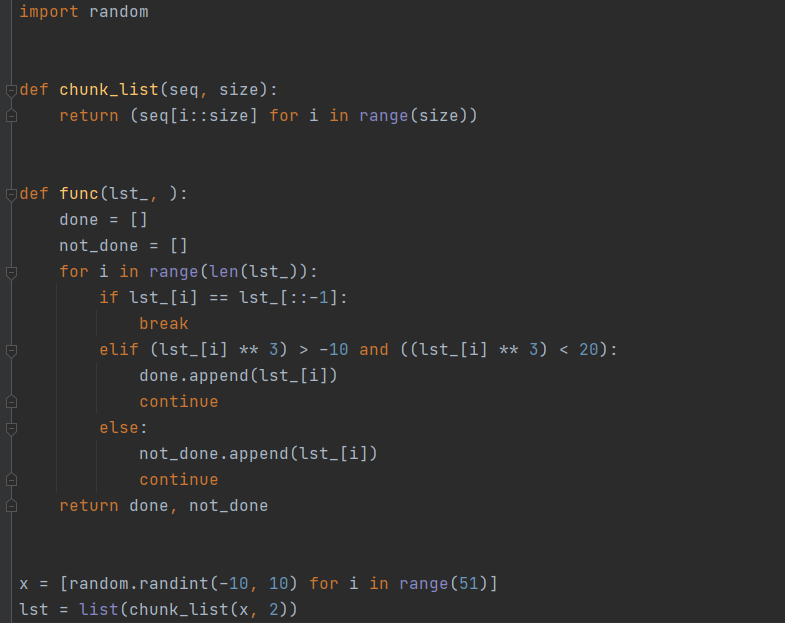 import random
def chunk_list(seq, size):
    return (seq[i::size] for i in range(size))
def func(lst_, ):
    done = []
    not_done = []
    for i in range(len(lst_)):
        if lst_[i] == lst_[::-1]:
            break
        elif (lst_[i] ** 3) > -10 and ((lst_[i] ** 3) < 20):
            done.append(lst_[i])
            continue
        else:
            not_done.append(lst_[i])
            continue
    return done, not_done
x = [random.randint(-10, 10) for i in range(51)]
lst = list(chunk_list(x, 2))